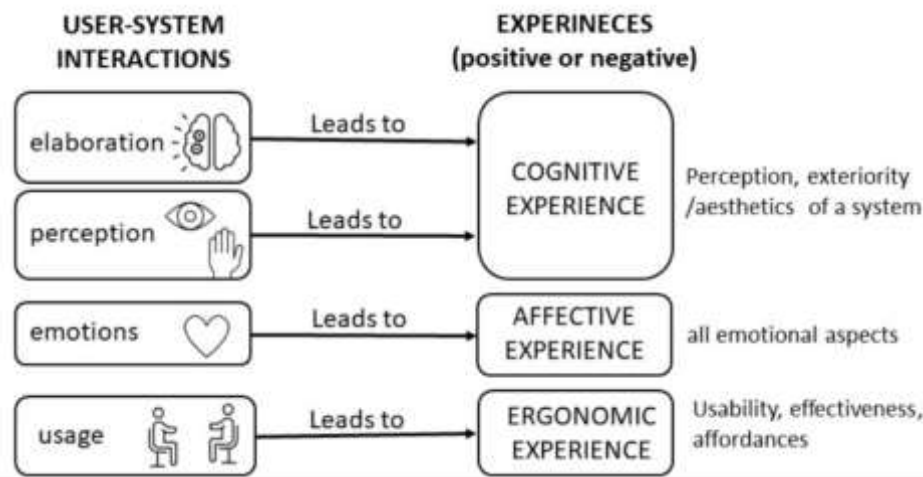 USER-SYSTEM
INTERACTIONS
EXPERINECES
(positive or negative)
elaboration
Leads to
COGNITIVE
EXPERIENCE
Perception, exteriority
/aesthetics of a system
perception
Leads to
emotions
Leads to
AFFECTIVE
EXPERIENCE
all emotional aspects
usage
Leads to
ERGONOMIC
EXPERIENCE
Usability, effectiveness,
affordances